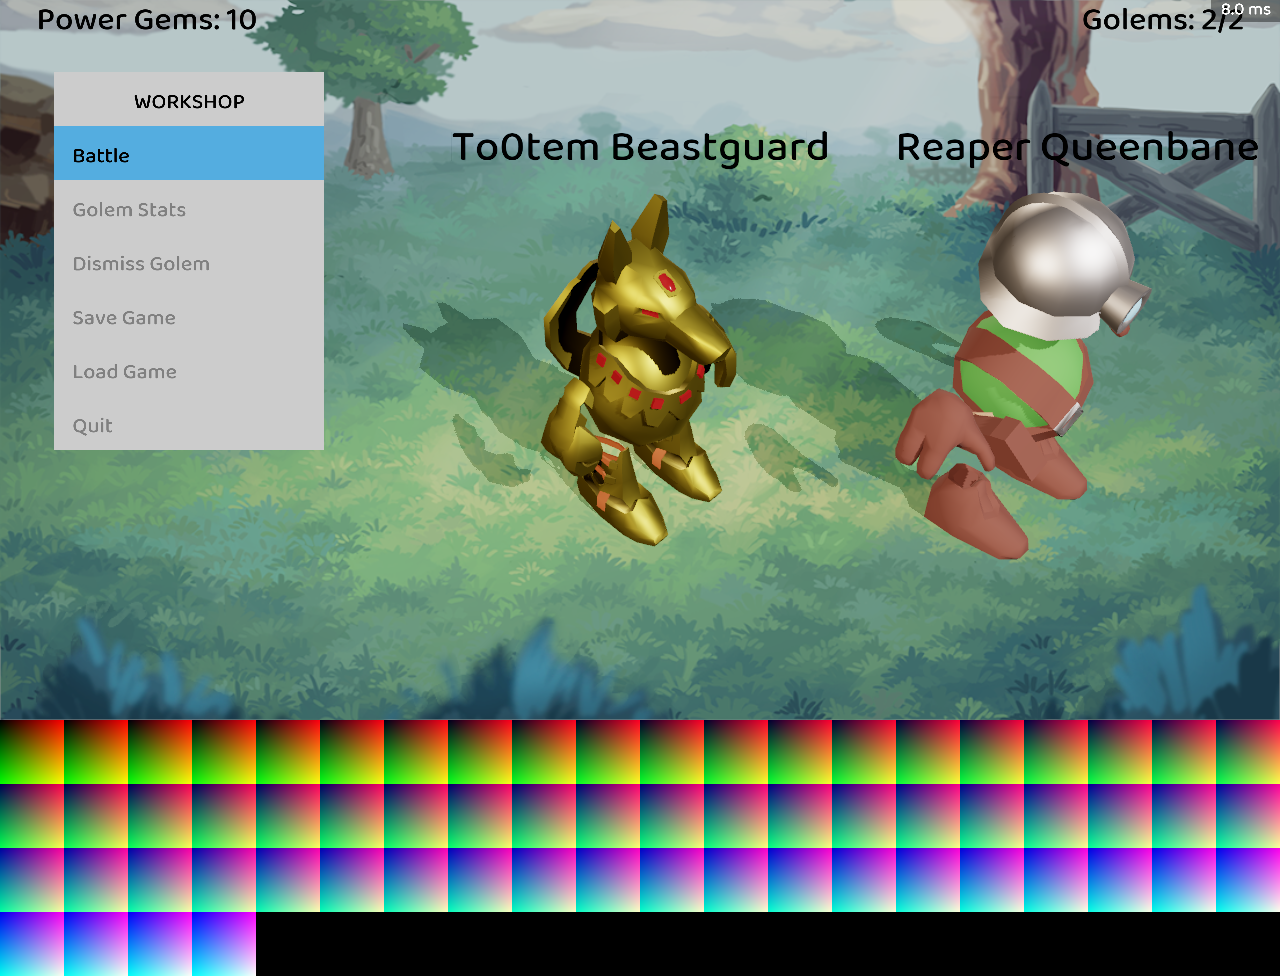 Power Gems: 10
Golems: 2/2
8.0 ms
WORKSHOP
Battle
Golem Stats
Dismiss Golem
Save Game
Load Game
Quit
To0tem Beastguard
Reaper Queenbane